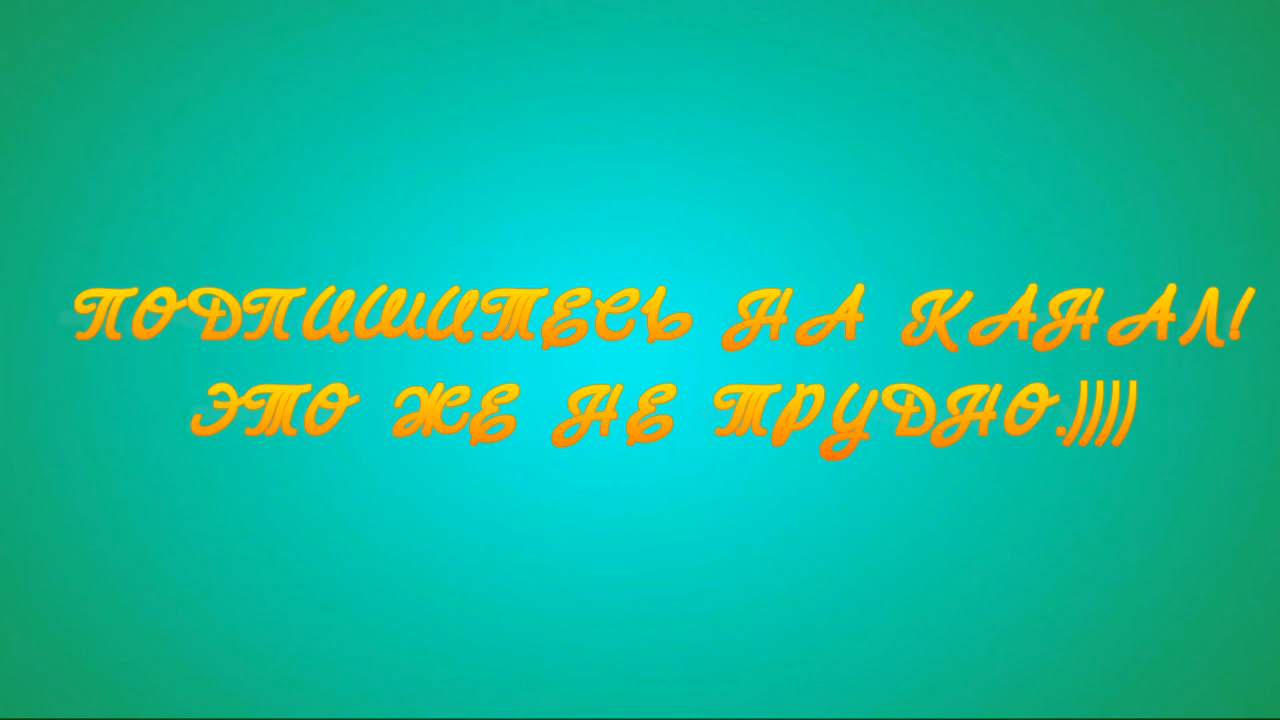 ПОДПИШИТЕСЬ НА КАНАЛ!
ЭТО ЖЕ НЕ ТРУДНО.))))